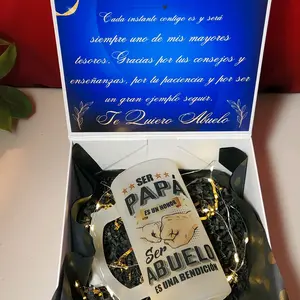 Cada instante contigo es y será
siempre uno de mis mayores
tesoros. Gracias por tus consejos y
enseñanzas, por tu paciencia y por ser
un gran ejemplo seguir.
Te Quiero Abuelo
SER
PAPÁ
ES UN HONOR
Ser
ABUELO
ES UNA BENDICIÓN